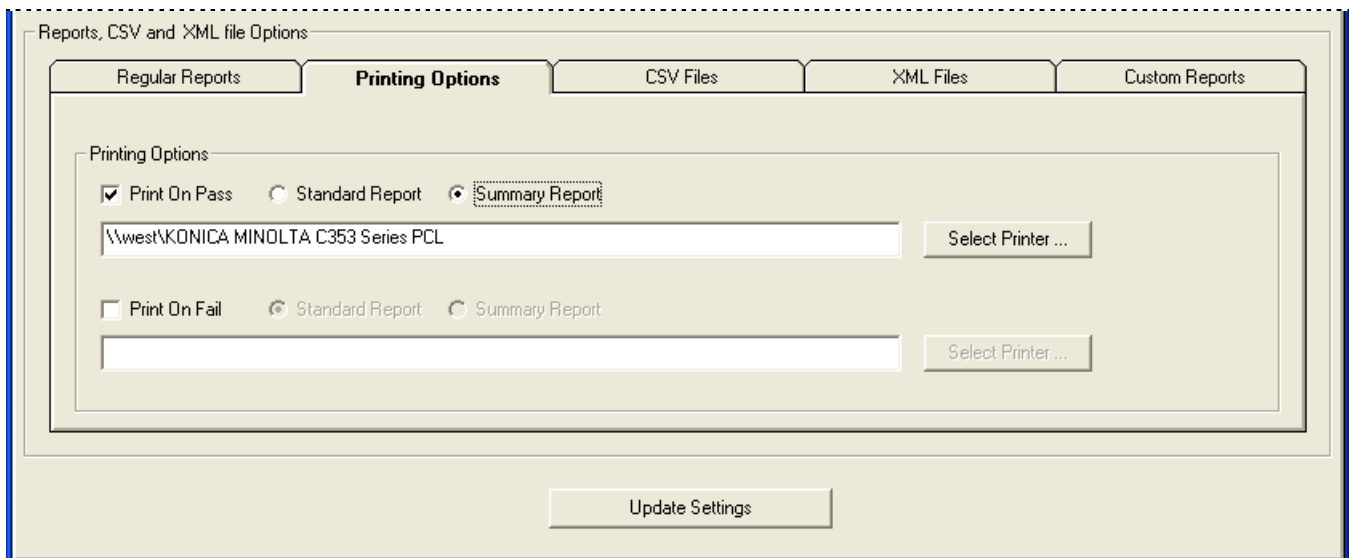 Reports, CSV and XML file Options
Regular Reports Printing Options CSV Files XML Files Custom Reports
Printing Options
Print On Pass Standard Report Summary Report
\\west\KONICA MINOLTA C353 Series PCL Select Printer ...
Print On Fail Standard Report Summary Report
Select Printer ...
Update Settings